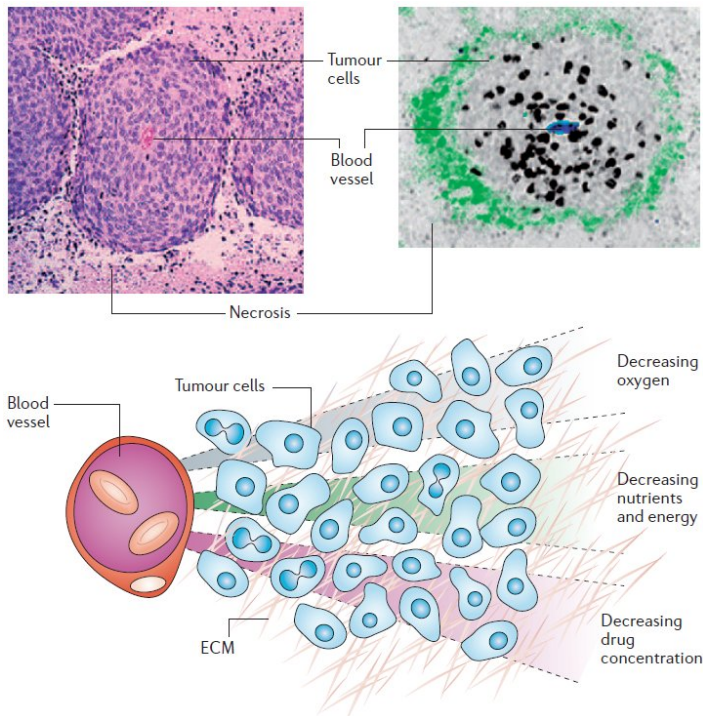 Tumour
cells
Blood
vessel
Necrosis
Decreasing
oxygen
Tumour cells
Blood
vessel
Decreasing
nutrients
and energy
Decreasing
drug
concentration
ECM